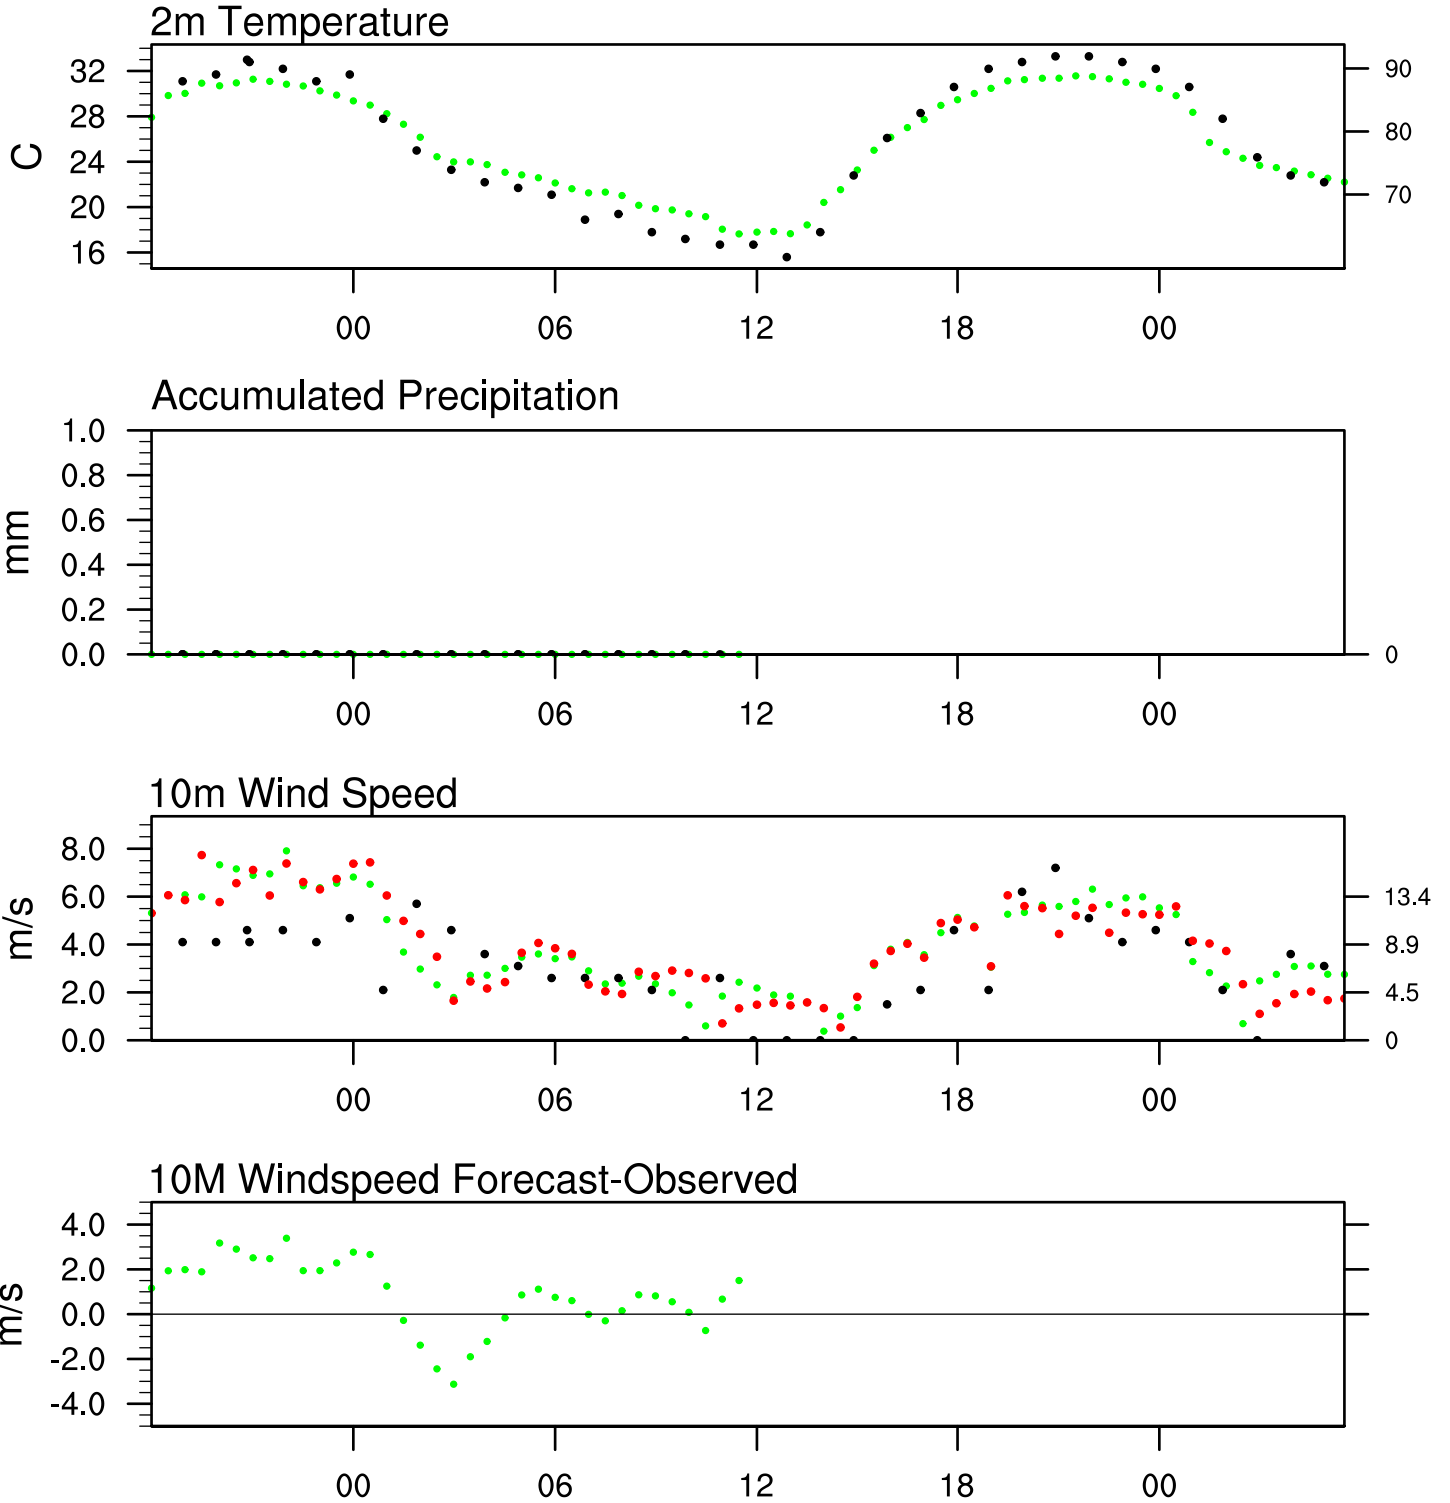 2m Temperature
32
28
24
20
16
C
90
80
70
00 06 12 18 00
Accumulated Precipitation
1.0
0.8
0.6
0.4
0.2
0.0
mm
0
00 06 12 18 00
10m Wind Speed
8.0
6.0
4.0
2.0
0.0
m/s
13.4
8.9
4.5
0
00 06 12 18 00
10M Windspeed Forecast-Observed
4.0
2.0
0.0
-2.0
-4.0
m/s
00 06 12 18 00